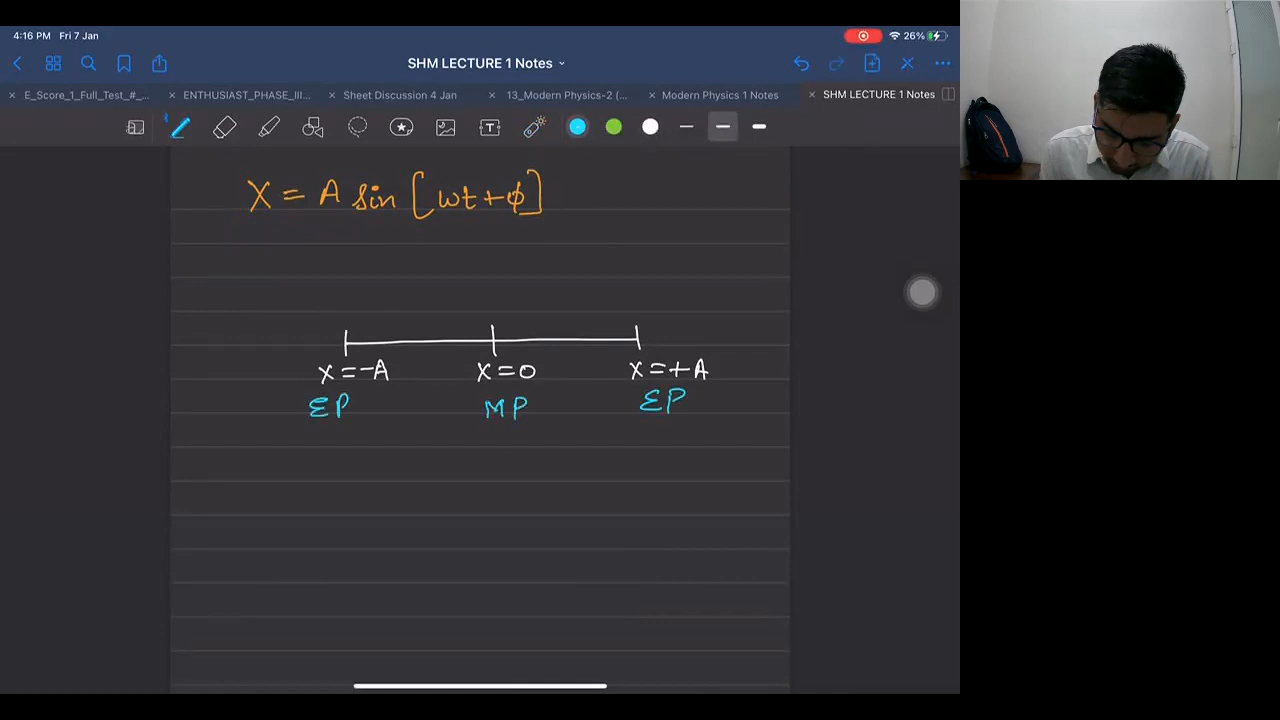 4:16 PM Fri 7 Jan
26%
SHM LECTURE 1 Notes
E_Score_1_Full_Test_#_...
ENTHUSIAST_PHASE_III...
Sheet Discussion 4 Jan
13_Modern Physics-2 (...
Modern Physics 1 Notes
SHM LECTURE 1 Notes
X = A sin [ωt+φ]
x = -A x = 0 x = +A
EP MP EP